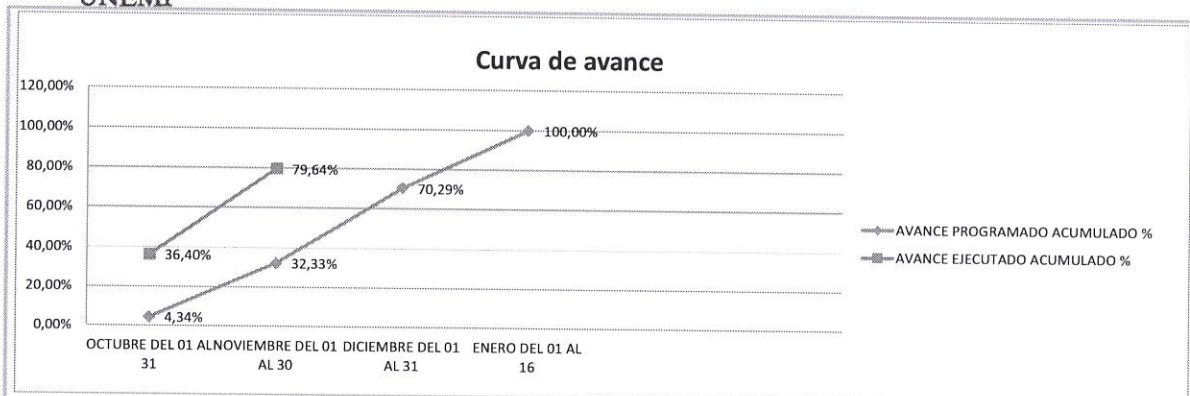 Curva de avance
120,00%
100,00%
80,00%
60,00%
40,00%
20,00%
0,00%
100,00%
79,64%
70,29%
36,40%
32,33%
4,34%
AVANCE PROGRAMADO ACUMULADO %
AVANCE EJECUTADO ACUMULADO %
OCTUBRE DEL 01 AL
31
NOVIEMBRE DEL 01
AL 30
DICIEMBRE DEL 01
AL 31
ENERO DEL 01 AL
16